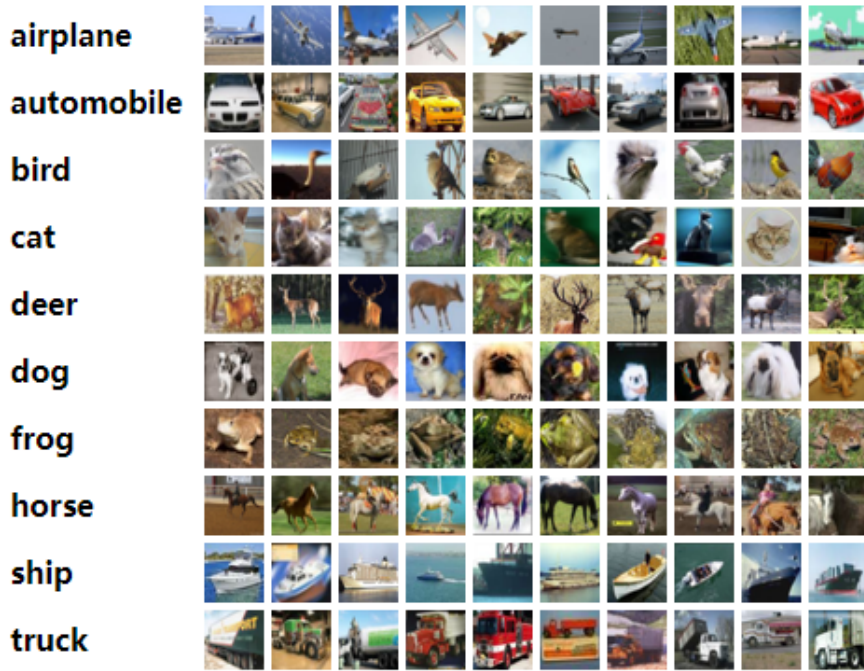 airplane
automobile
bird
cat
deer
dog
frog
horse
ship
truck